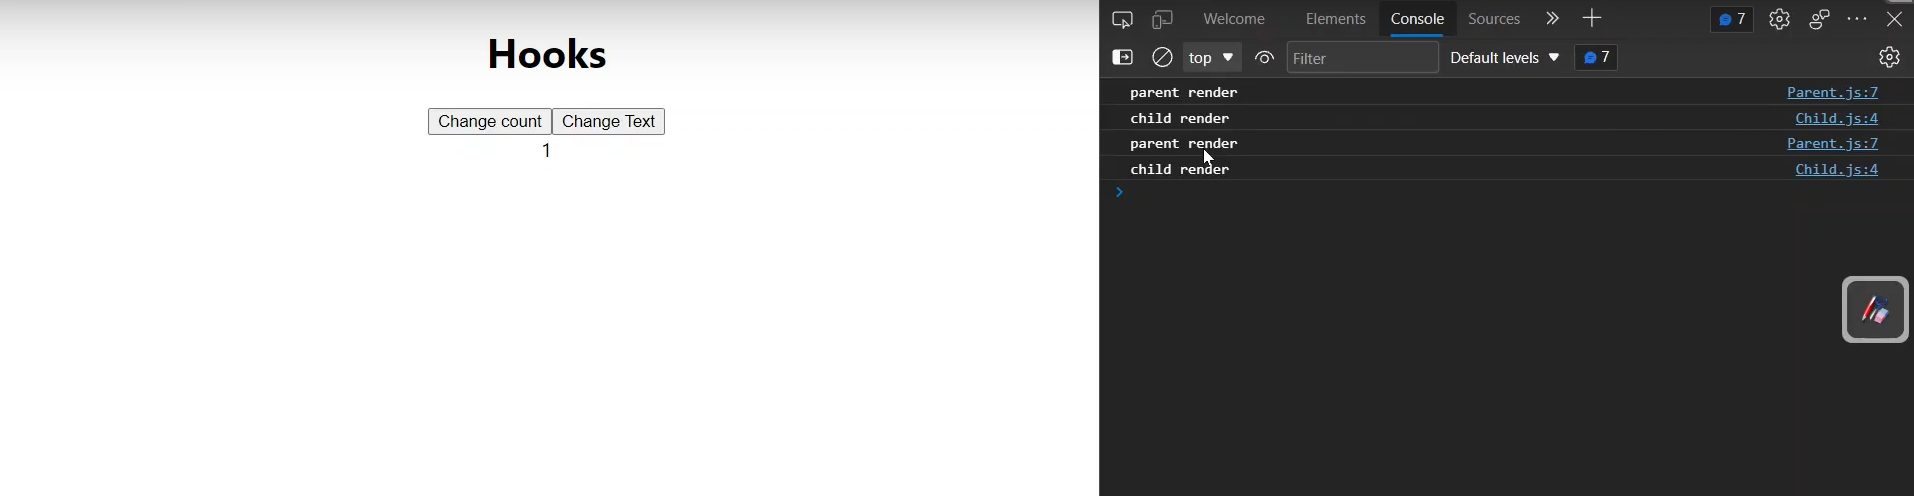 Hooks
Change count Change Text
1
Welcome Elements Console Sources 7
top Filter Default levels 7
parent render Parent.js:7
child render Child.js:4
parent render Parent.js:7
child render Child.js:4